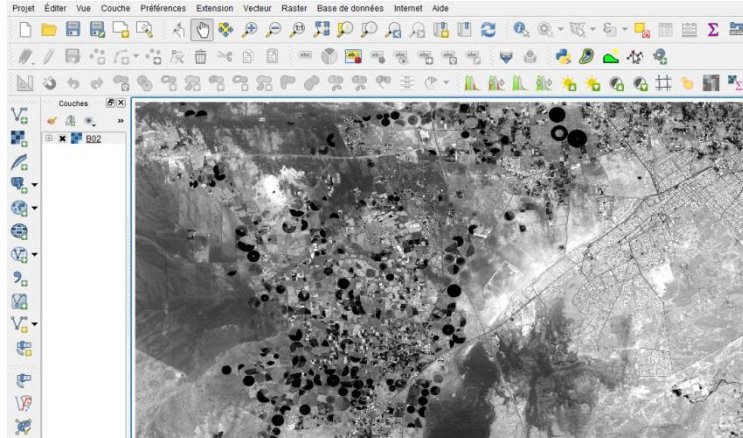 Projet Éditer Vue Couche Préférences Extension Vecteur Raster Base de données Internet Aide
Couches
B02